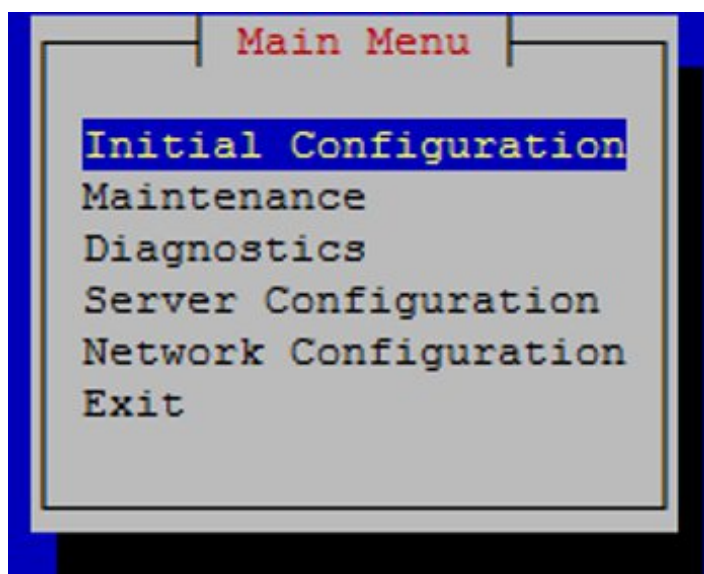 Main Menu
Initial Configuration
Maintenance
Diagnostics
Server Configuration
Network Configuration
Exit